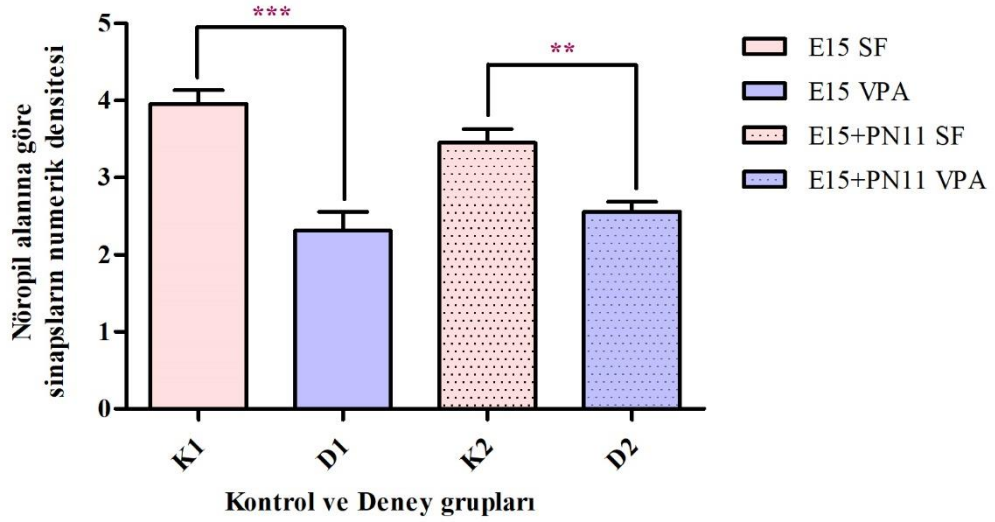 Nöropil alanına göre
sinapsların numerik densitesi
5
4
3
2
1
0
***
**
K1
D1
K2
D2
Kontrol ve Deney grupları
E15 SF
E15 VPA
E15+PN11 SF
E15+PN11 VPA